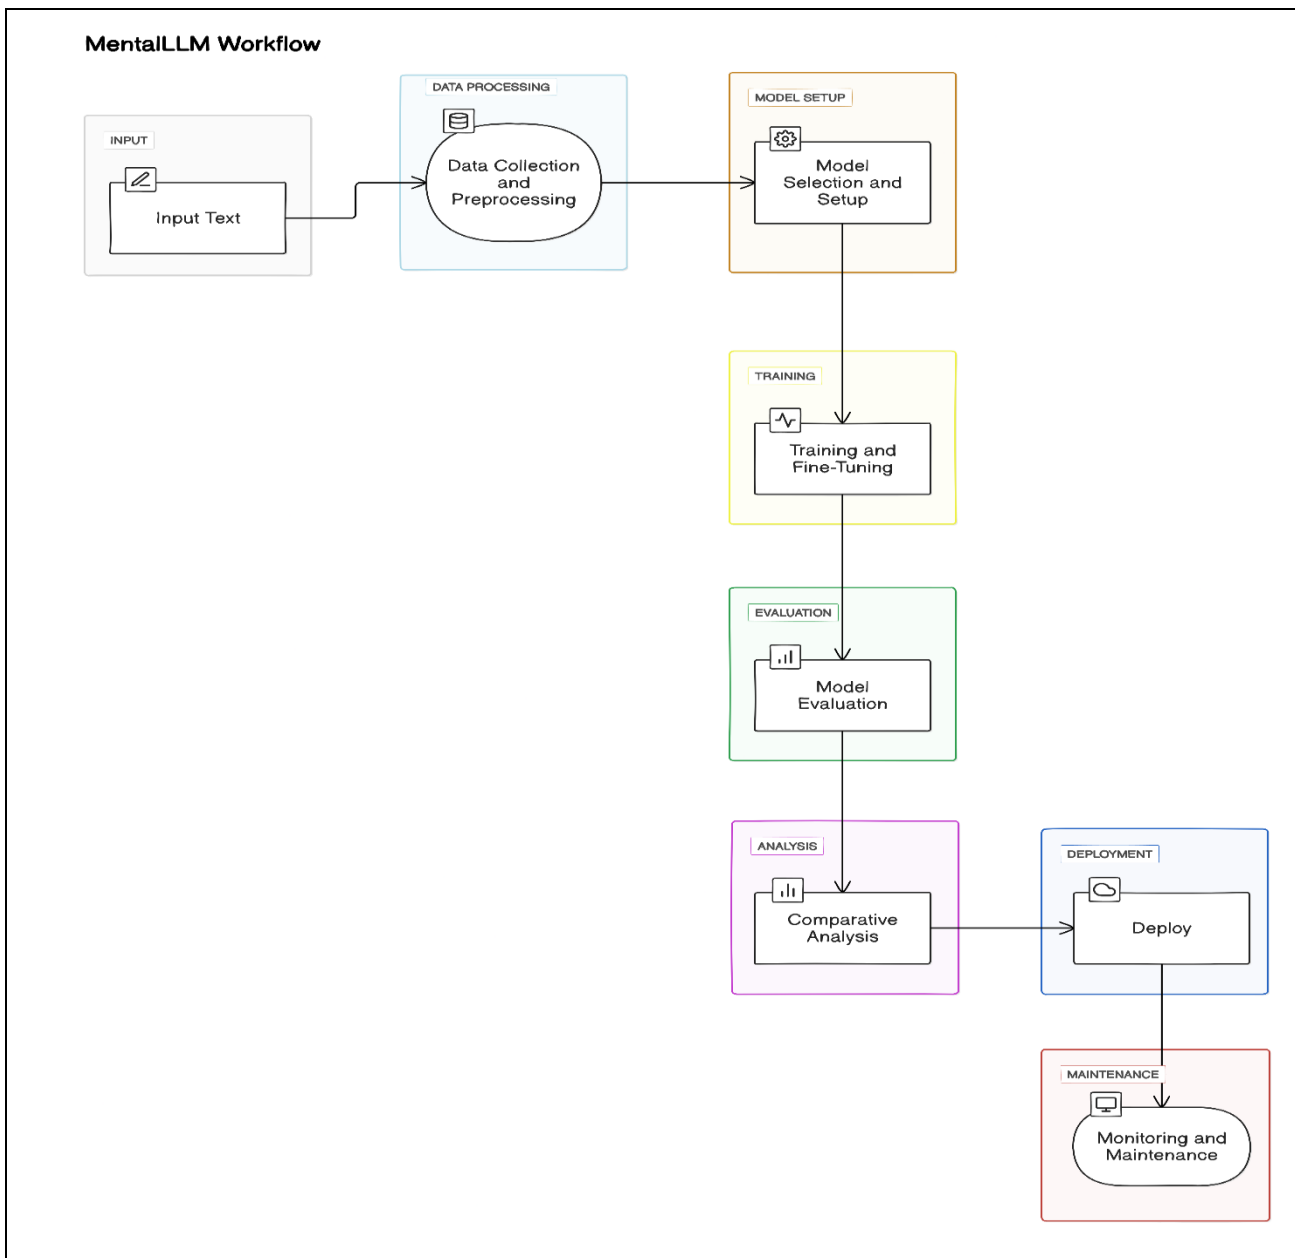 MentalLLM Workflow
INPUT
Input Text
DATA PROCESSING
Data Collection
and
Preprocessing
MODEL SETUP
Model
Selection and
Setup
TRAINING
Training and
Fine-Tuning
EVALUATION
Model
Evaluation
ANALYSIS
Comparative
Analysis
DEPLOYMENT
Deploy
MAINTENANCE
Monitoring and
Maintenance